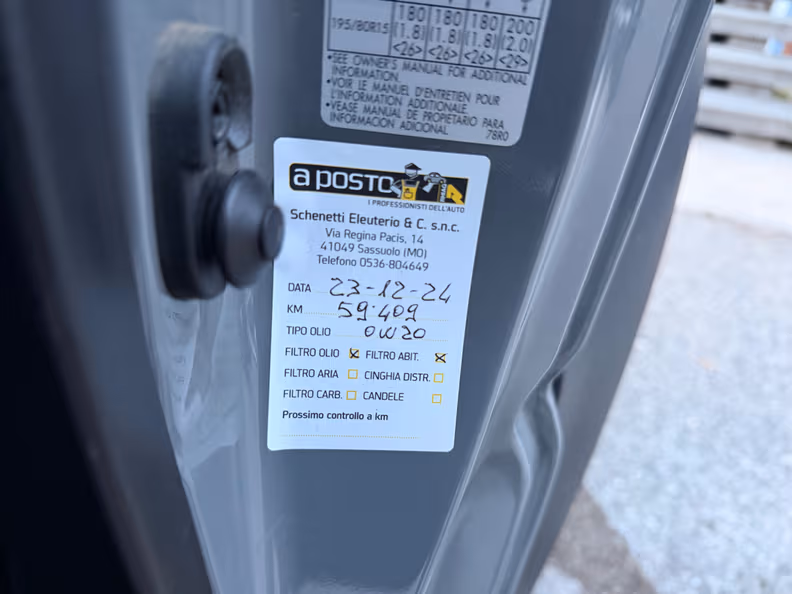 195/80R15 180 180 180 200
(1.8) (1.8) (1.8) (2.0)
<26> <26> <26> <29>
•SEE OWNER'S MANUAL FOR ADDITIONAL
INFORMATION.
•VOIR LE MANUEL D'ENTRETIEN POUR
L'INFORMATION ADDITIONALE
•VEASE MANUAL DE PROPIETARIO PARA
INFORMACION ADICIONAL 78R0
a POSTO
I PROFESSIONISTI DELL'AUTO
Schenetti Eleuterio & C. s.n.c.
Via Regina Pacis, 14
41049 Sassuolo (MO)
Telefono 0536-804649
DATA 23-12-24
KM 59.409
TIPO OLIO 0W20
FILTRO OLIO FILTRO ABIT.
FILTRO ARIA CINGHIA DISTR.
FILTRO CARB. CANDELE
Prossimo controllo a km